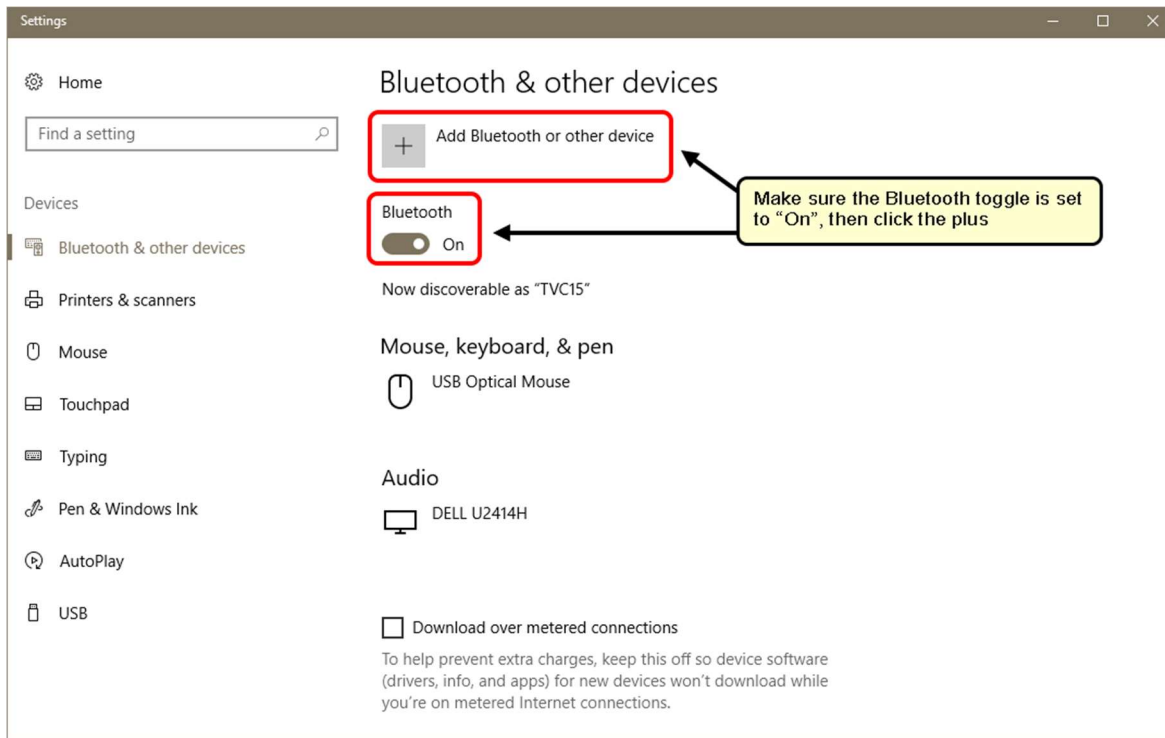 Settings
Home
Find a setting
Devices
Bluetooth & other devices
Printers & scanners
Mouse
Touchpad
Typing
Pen & Windows Ink
AutoPlay
USB
Bluetooth & other devices
Add Bluetooth or other device
Make sure the Bluetooth toggle is set
to “On”, then click the plus
Bluetooth
On
Now discoverable as “TVC15”
Mouse, keyboard, & pen
USB Optical Mouse
Audio
DELL U2414H
Download over metered connections
To help prevent extra charges, keep this off so device software
(drivers, info, and apps) for new devices won’t download while
you’re on metered Internet connections.